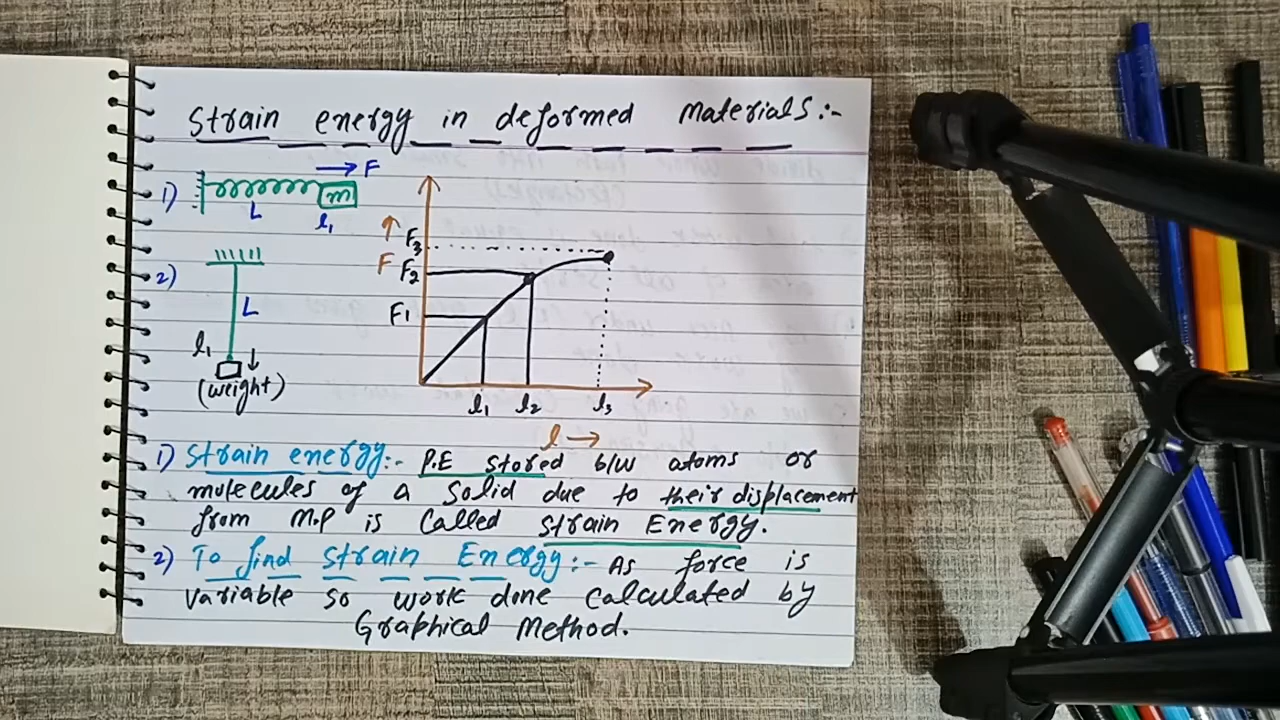 Strain energy in deformed materials:-
1) L m → F
l₁
2) L
l₁
(weight)
F
F₃
F₂
F₁
l₁ l₂ l₃
l →
1) Strain energy:- P.E stored b/w atoms or
molecules of a solid due to their displacement
from M.P is called strain Energy.
2) To find strain Energy:- As force is
variable so work done calculated by
Graphical Method.